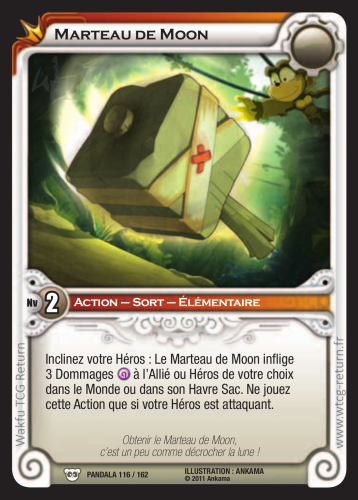 Marteau de Moon
Nv 2
Action – Sort – Élémentaire
Inclinez votre Héros : Le Marteau de Moon inflige
3 Dommages à l'Allié ou Héros de votre choix
dans le Monde ou dans son Havre Sac. Ne jouez
cette Action que si votre Héros est attaquant.
Obtenir le Marteau de Moon,
c'est un peu comme décrocher la lune !
PANDALA 116 / 162
ILLUSTRATION : ANKAMA
© 2011 Ankama
Wakfu TCG Return
www.wtcg-return.fr